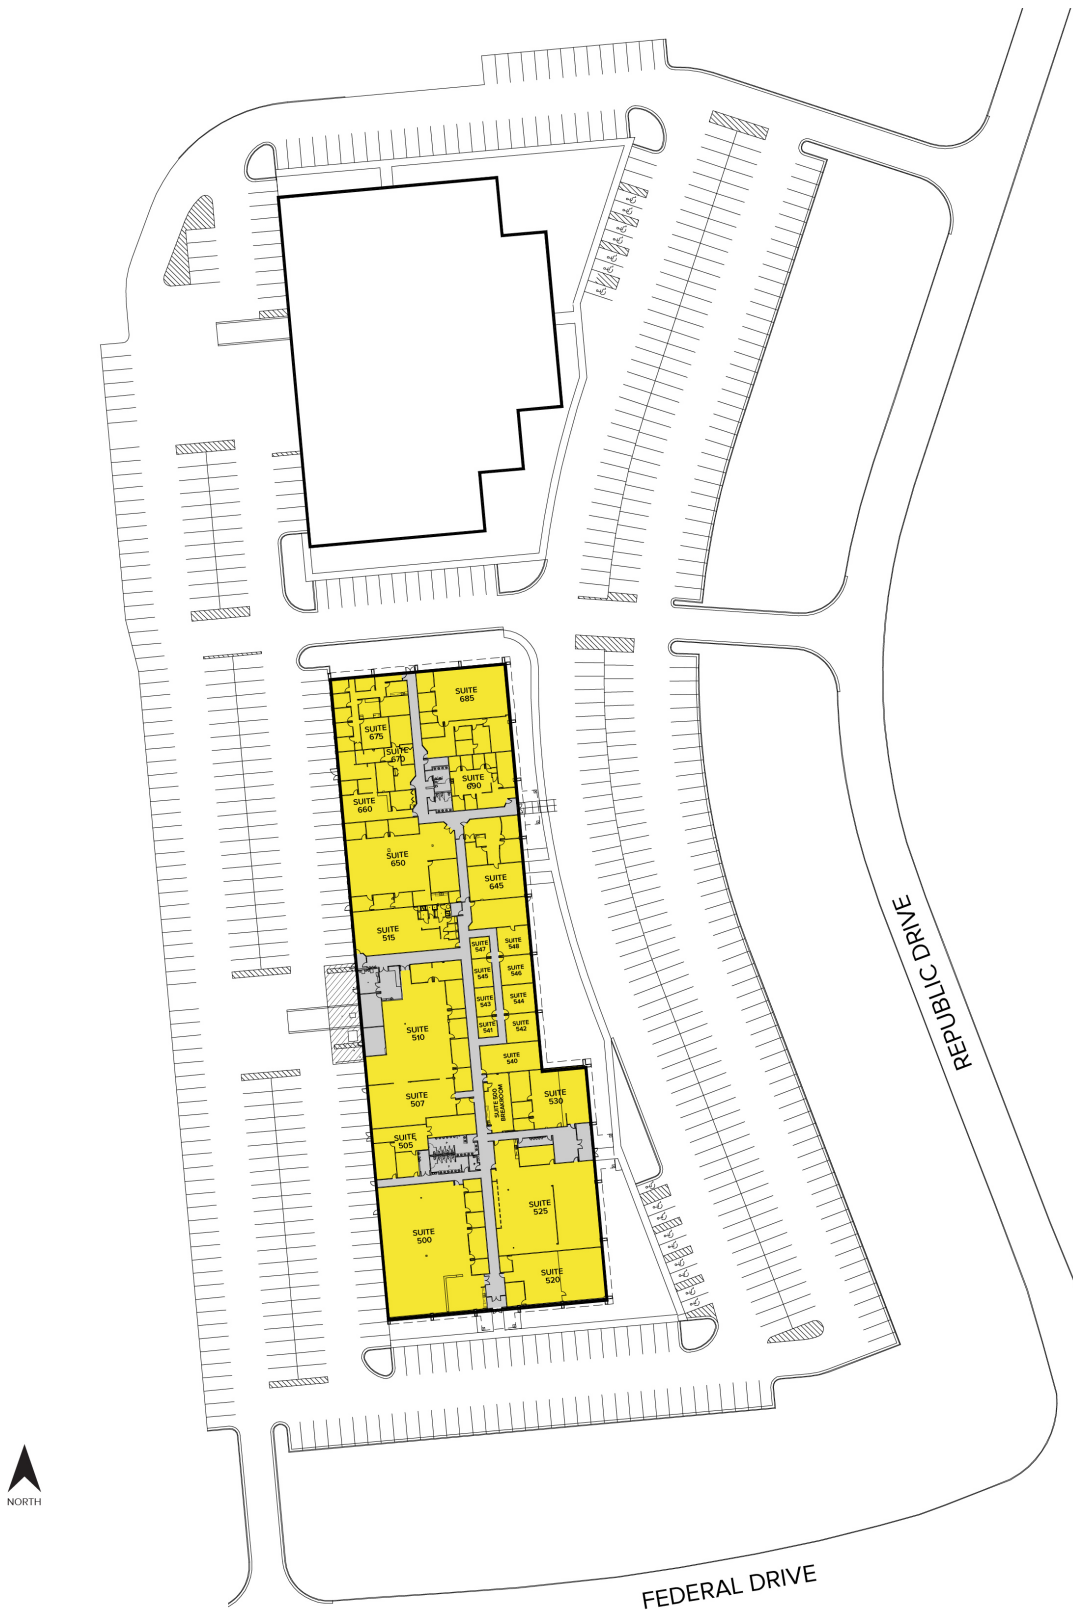 SUITE
685
SUITE
675
SUITE
670
SUITE
690
SUITE
660
SUITE
650
SUITE
645
SUITE
515
SUITE
547
SUITE
548
SUITE
545
SUITE
546
SUITE
543
SUITE
544
SUITE
541
SUITE
542
SUITE
510
SUITE
540
SUITE
507
SUITE 500
BREAKROOM
SUITE
530
SUITE
505
SUITE
525
SUITE
500
SUITE
520
REPUBLIC DRIVE
NORTH
FEDERAL DRIVE